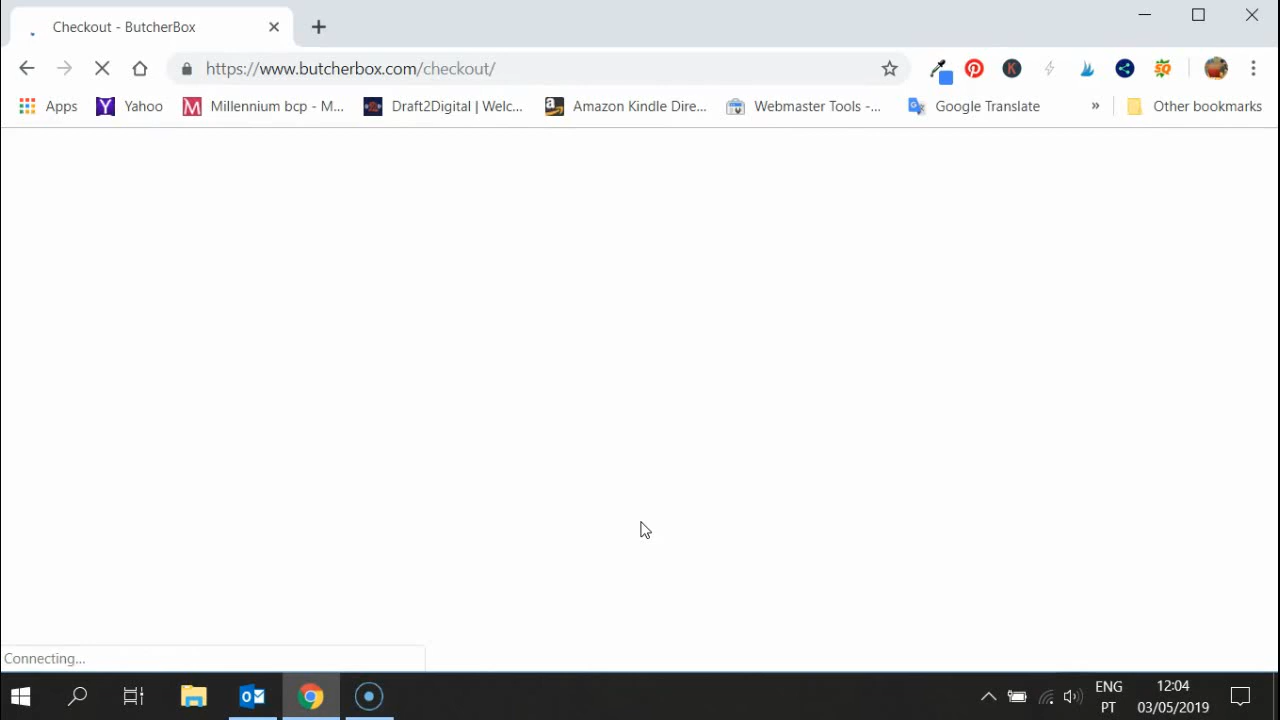 Checkout - ButcherBox
https://www.butcherbox.com/checkout/
Apps Yahoo Millennium bcp - M... Draft2Digital | Welc... Amazon Kindle Dire... Webmaster Tools -... Google Translate » Other bookmarks
Connecting...
ENG 12:04
PT 03/05/2019